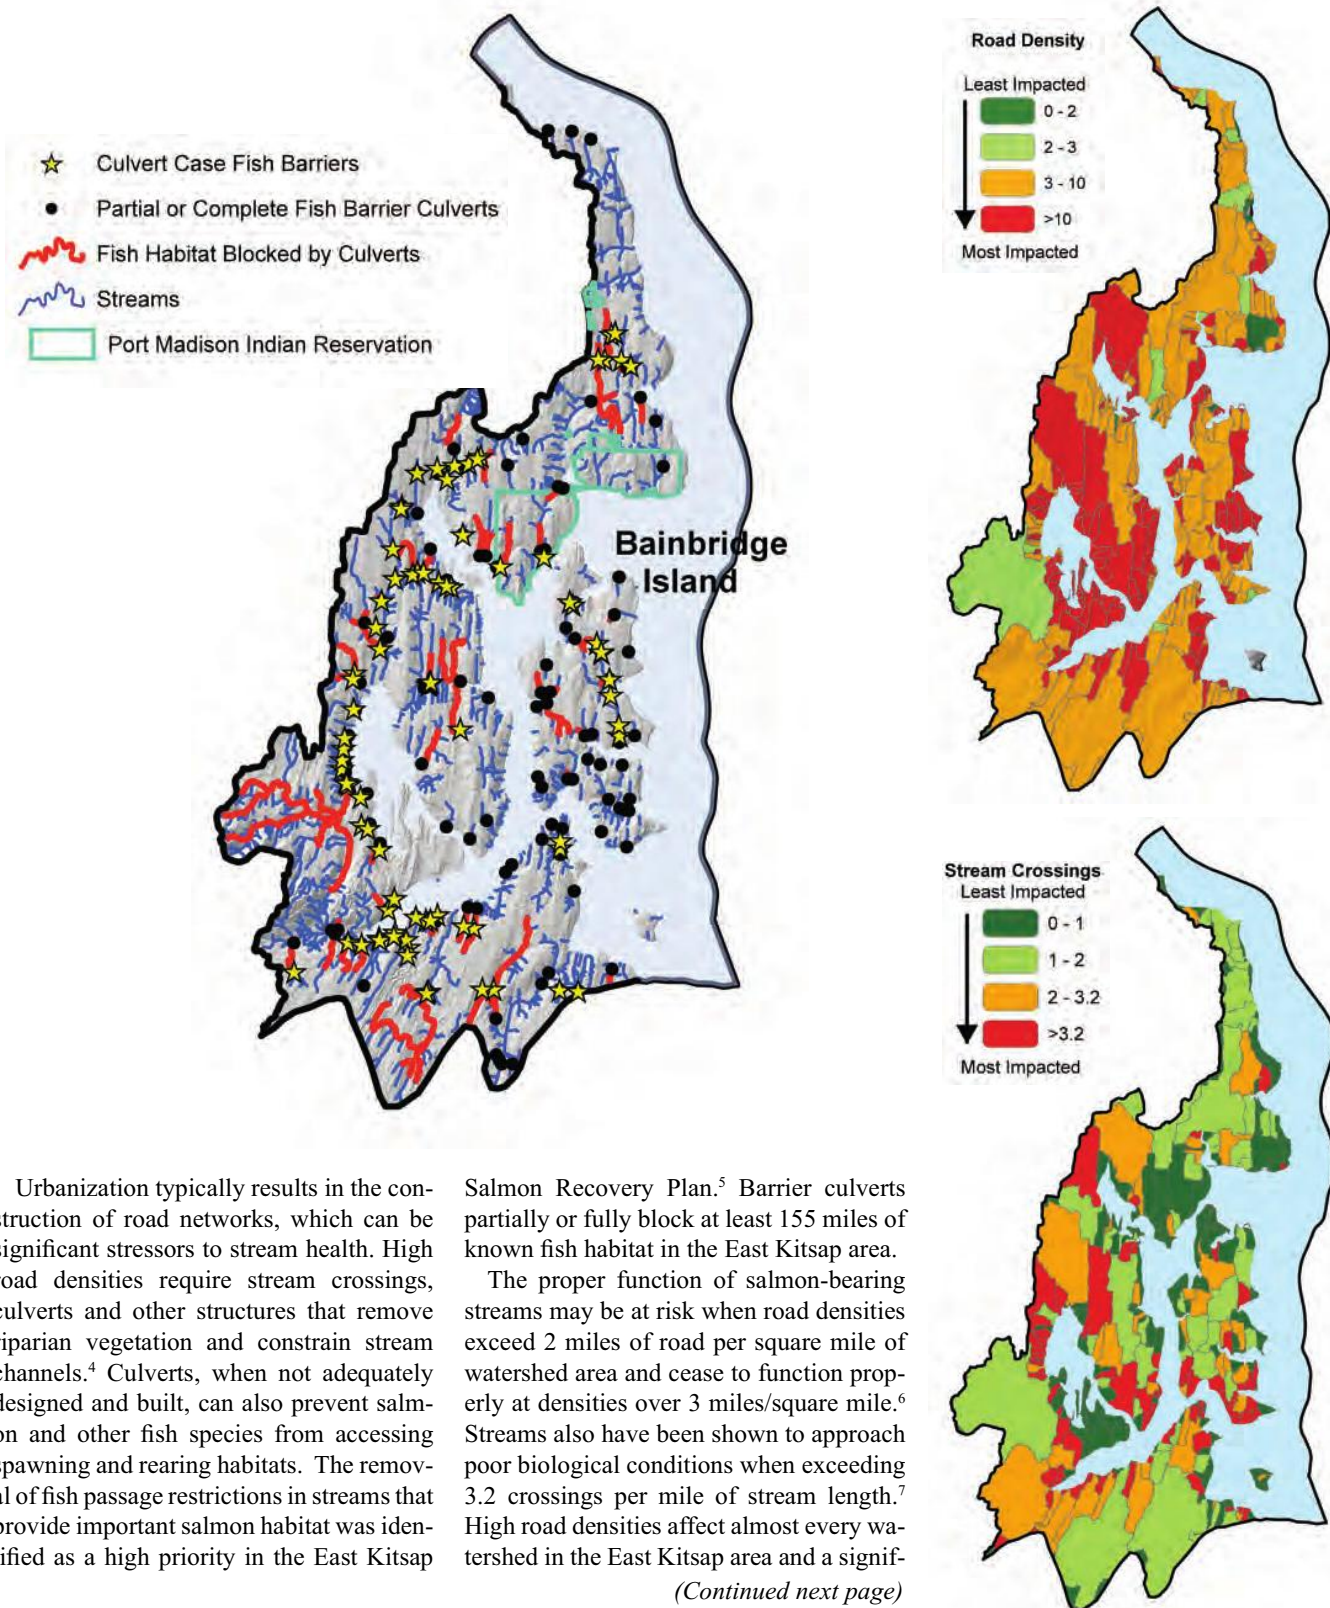 Culvert Case Fish Barriers
Partial or Complete Fish Barrier Culverts
Fish Habitat Blocked by Culverts
Streams
Port Madison Indian Reservation
Bainbridge
Island
Road Density
Least Impacted
0 - 2
2 - 3
3 - 10
>10
Most Impacted
Stream Crossings
Least Impacted
0 - 1
1 - 2
2 - 3.2
>3.2
Most Impacted
Urbanization typically results in the con-
struction of road networks, which can be
significant stressors to stream health. High
road densities require stream crossings,
culverts and other structures that remove
riparian vegetation and constrain stream
channels.4 Culverts, when not adequately
designed and built, can also prevent salm-
on and other fish species from accessing
spawning and rearing habitats. The remov-
al of fish passage restrictions in streams that
provide important salmon habitat was iden-
tified as a high priority in the East Kitsap
Salmon Recovery Plan.5 Barrier culverts
partially or fully block at least 155 miles of
known fish habitat in the East Kitsap area.
The proper function of salmon-bearing
streams may be at risk when road densities
exceed 2 miles of road per square mile of
watershed area and cease to function prop-
erly at densities over 3 miles/square mile.6
Streams also have been shown to approach
poor biological conditions when exceeding
3.2 crossings per mile of stream length.7
High road densities affect almost every wa-
tershed in the East Kitsap area and a signif-
(Continued next page)